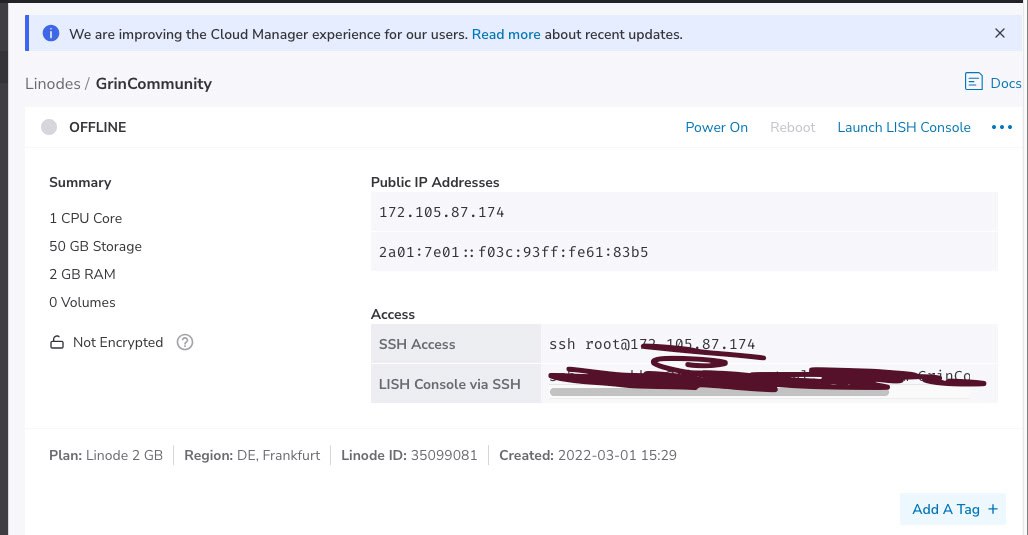 We are improving the Cloud Manager experience for our users. Read more about recent updates.
Linodes / GrinCommunity
Docs
OFFLINE
Power On Reboot Launch LISH Console
Summary
1 CPU Core
50 GB Storage
2 GB RAM
0 Volumes
Not Encrypted
Public IP Addresses
172.105.87.174
2a01:7e01::f03c:93ff:fe61:83b5
Access
SSH Access ssh root@172.105.87.174
LISH Console via SSH
Plan: Linode 2 GB Region: DE, Frankfurt Linode ID: 35099081 Created: 2022-03-01 15:29
Add A Tag +